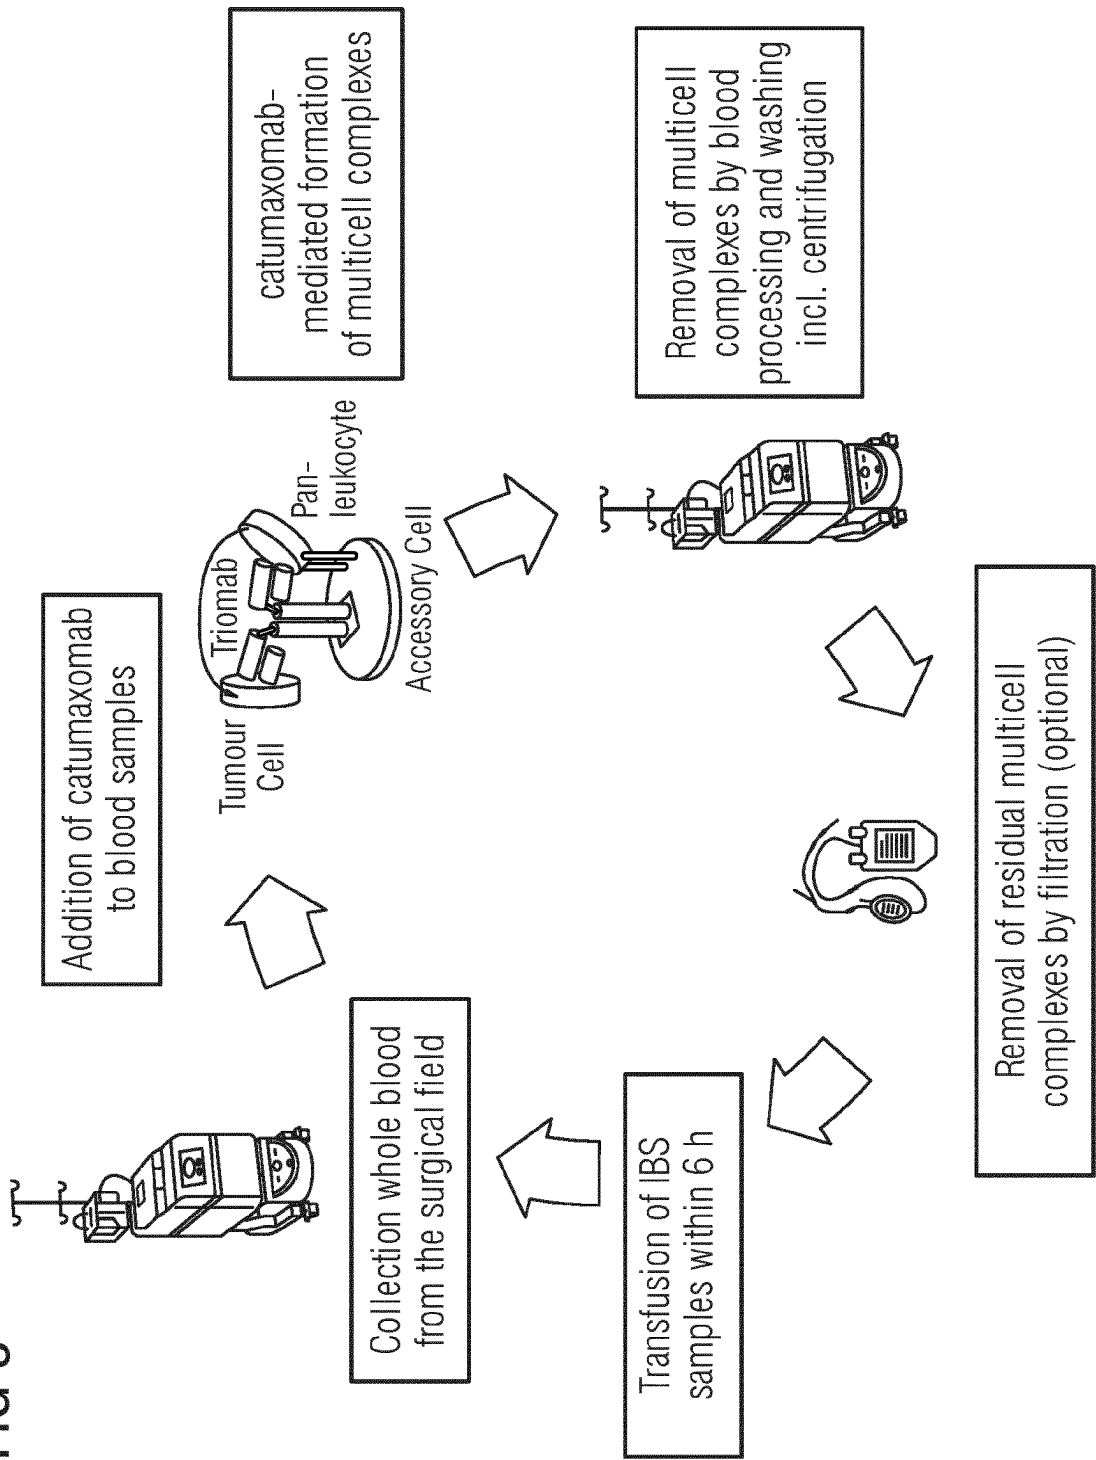 Collection whole blood
from the surgical field
Addition of catumaxomab
to blood samples
Triomab
Tumour
Cell
Pan-
leukocyte
Accessory Cell
catumaxomab-
mediated formation
of multicell complexes
Removal of multicell
complexes by blood
processing and washing
incl. centrifugation
Removal of residual multicell
complexes by filtration (optional)
Transfusion of IBS
samples within 6 h